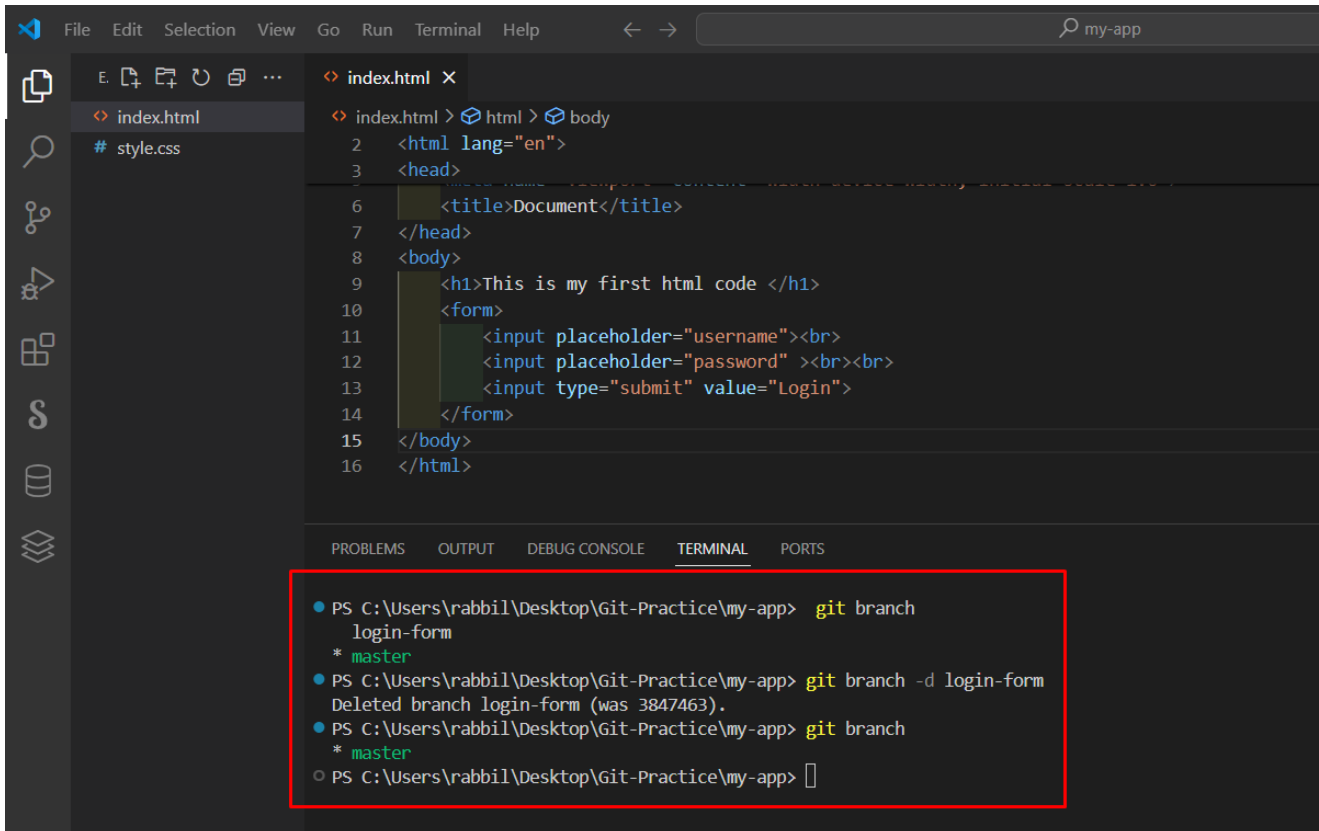 File Edit Selection View Go Run Terminal Help my-app
E.
index.html
style.css
index.html
index.html > html > body
2 <html lang="en">
3 <head>
6 <title>Document</title>
7 </head>
8 <body>
9 <h1>This is my first html code </h1>
10 <form>
11 <input placeholder="username"><br>
12 <input placeholder="password" ><br><br>
13 <input type="submit" value="Login">
14 </form>
15 </body>
16 </html>
PROBLEMS OUTPUT DEBUG CONSOLE TERMINAL PORTS
PS C:\Users\rabbil\Desktop\Git-Practice\my-app>  git branch
login-form
* master
PS C:\Users\rabbil\Desktop\Git-Practice\my-app> git branch -d login-form
Deleted branch login-form (was 3847463).
PS C:\Users\rabbil\Desktop\Git-Practice\my-app> git branch
* master
PS C:\Users\rabbil\Desktop\Git-Practice\my-app>